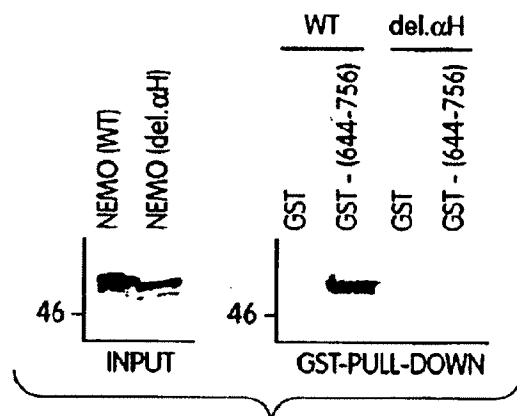 WT
del.αH
NEMO (WT)
NEMO (del.αH)
GST
GST - (644-756)
GST
GST - (644-756)
46
46
INPUT
GST-PULL-DOWN